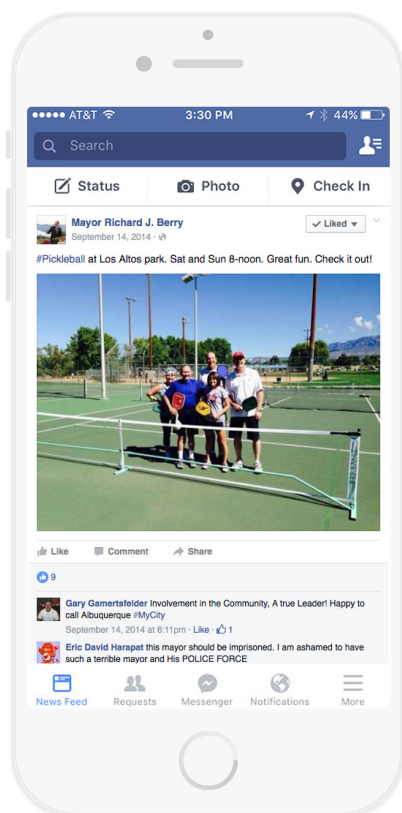 AT&T 3:30 PM 44%
Search
Status Photo Check In
Mayor Richard J. Berry Liked
September 14, 2014
#Pickleball at Los Altos park. Sat and Sun 8-noon. Great fun. Check it out!
Like Comment Share
9
Gary Gamertsfelder Involvement in the Community, A true Leader! Happy to
call Albuquerque #MyCity
September 14, 2014 at 6:11pm · Like · 1
Eric David Harapat this mayor should be imprisoned. I am ashamed to have
such a terrible mayor and His POLICE FORCE
News Feed Requests Messenger Notifications More